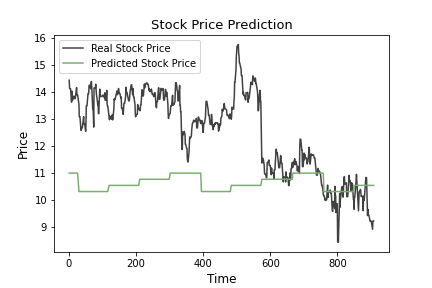 Stock Price Prediction
Real Stock Price
Predicted Stock Price
16
15
14
13
12
11
10
9
Price
0 200 400 600 800
Time